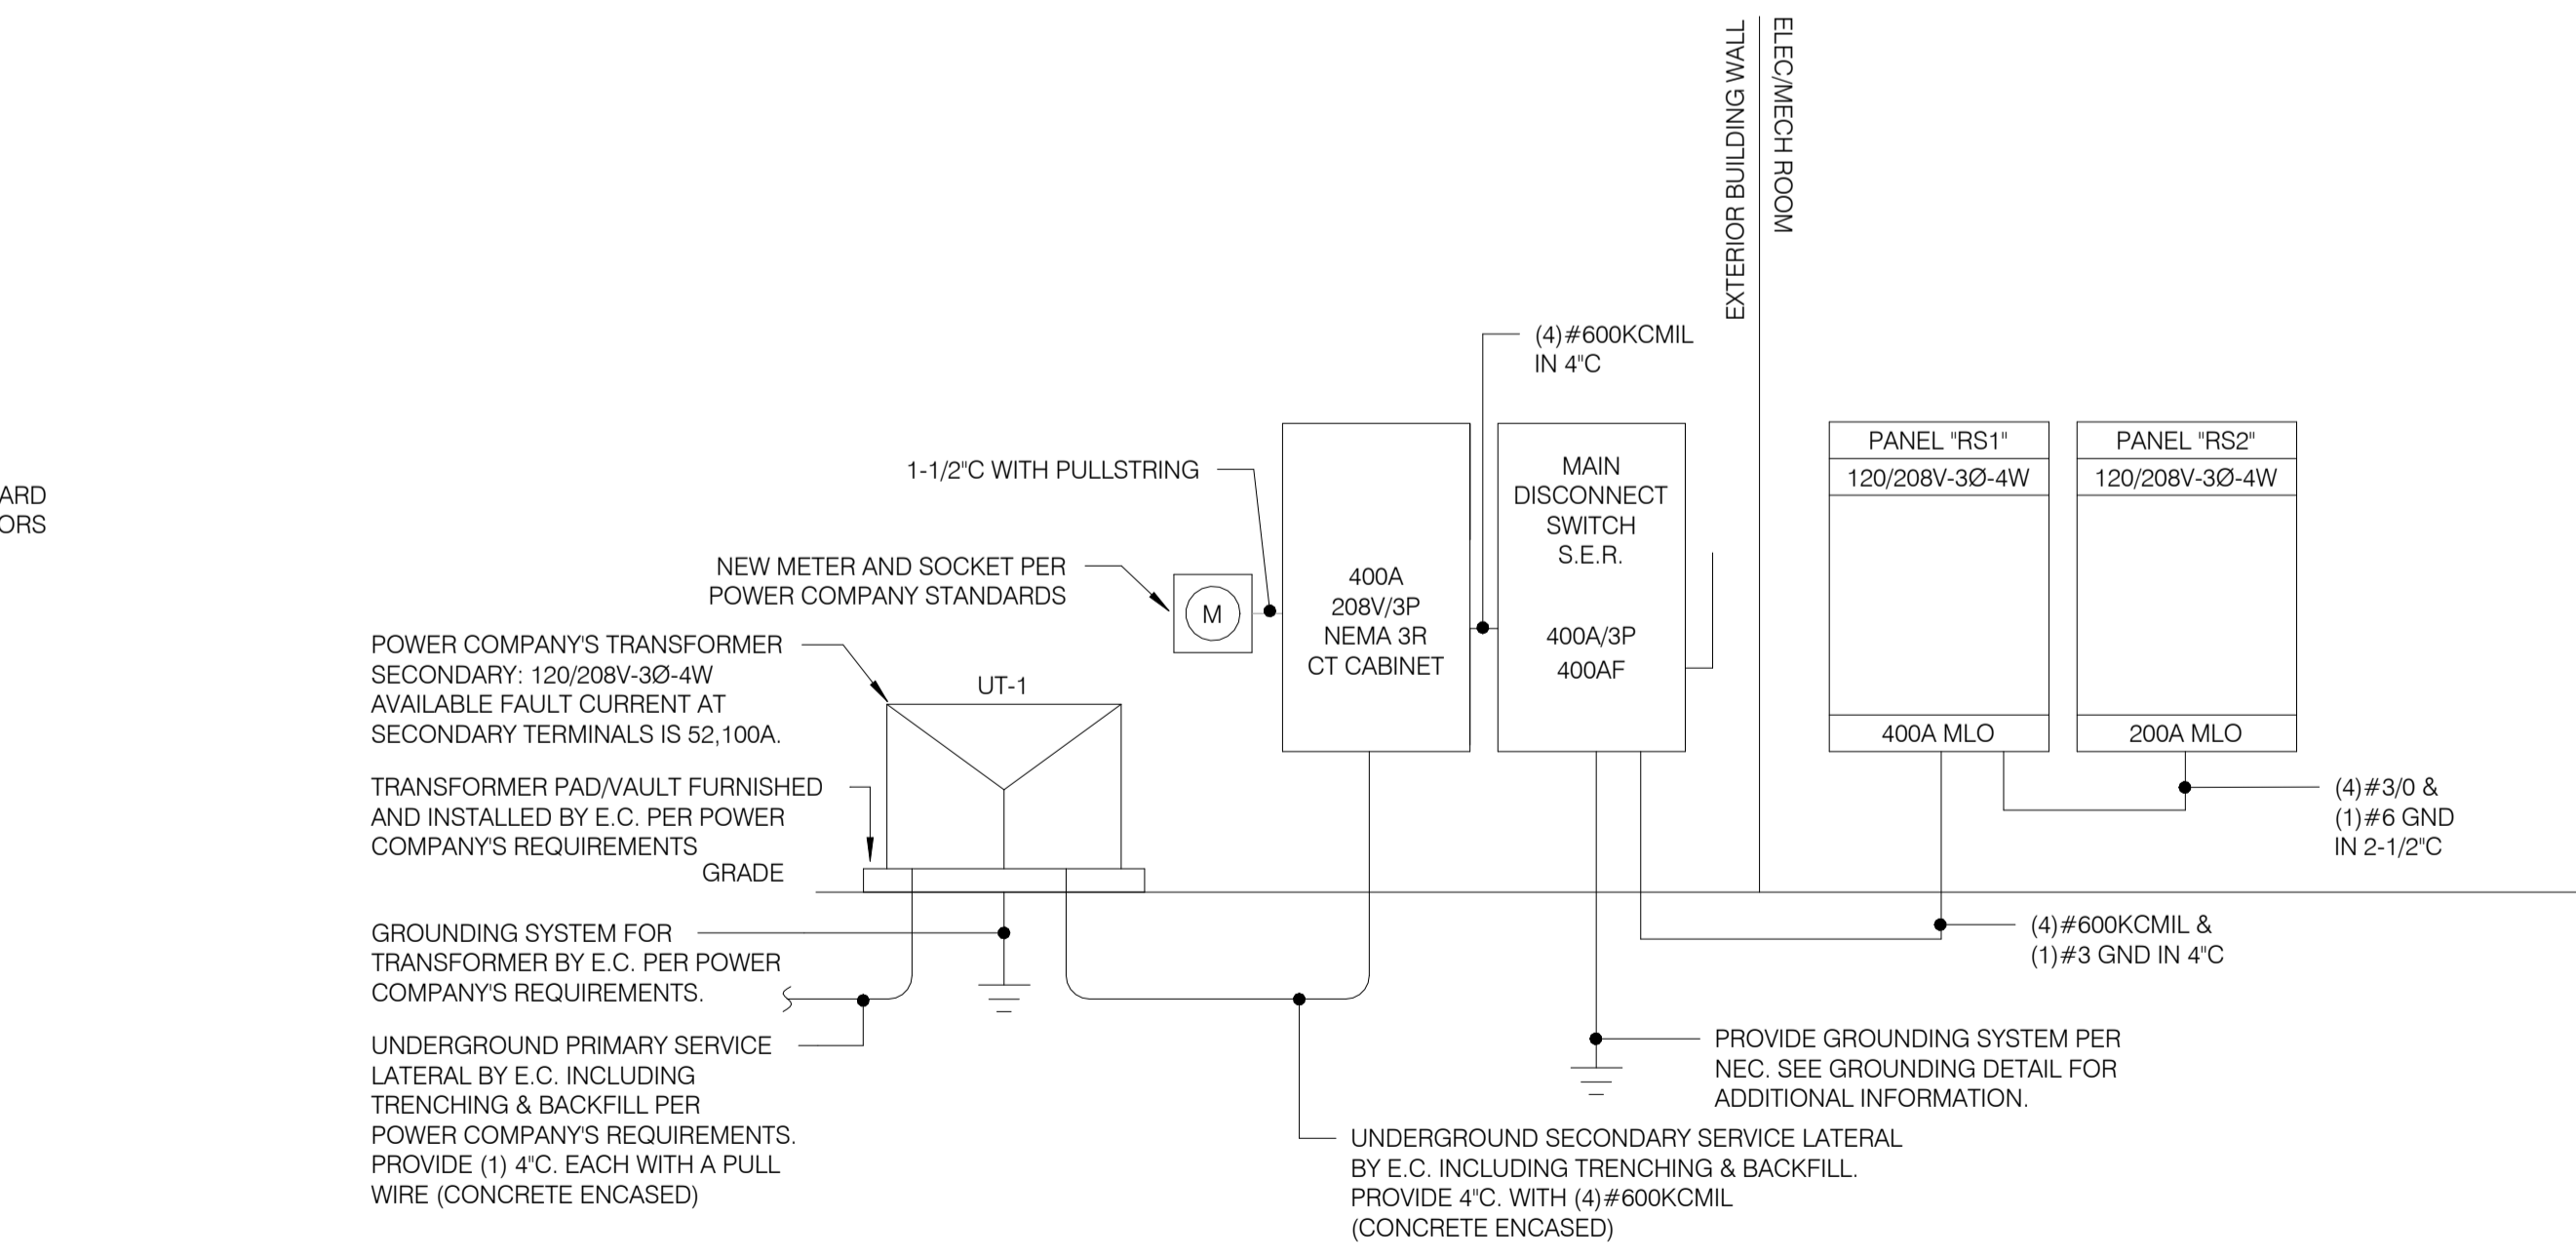 EXTERIOR BUILDING WALL
ELEC/MECH ROOM
ARD
ORS
(4)#600KCMIL
IN 4"C
1-1/2"C WITH PULLSTRING
NEW METER AND SOCKET PER
POWER COMPANY STANDARDS
M
400A
208V/3P
NEMA 3R
CT CABINET
MAIN
DISCONNECT
SWITCH
S.E.R.
400A/3P
400AF
PANEL "RS1"
120/208V-3Ø-4W
400A MLO
PANEL "RS2"
120/208V-3Ø-4W
200A MLO
POWER COMPANY'S TRANSFORMER
SECONDARY: 120/208V-3Ø-4W
AVAILABLE FAULT CURRENT AT
SECONDARY TERMINALS IS 52,100A.
UT-1
TRANSFORMER PAD/VAULT FURNISHED
AND INSTALLED BY E.C. PER POWER
COMPANY'S REQUIREMENTS
GRADE
(4)#3/0 &
(1)#6 GND
IN 2-1/2"C
GROUNDING SYSTEM FOR
TRANSFORMER BY E.C. PER POWER
COMPANY'S REQUIREMENTS.
(4)#600KCMIL &
(1)#3 GND IN 4"C
UNDERGROUND PRIMARY SERVICE
LATERAL BY E.C. INCLUDING
TRENCHING & BACKFILL PER
POWER COMPANY'S REQUIREMENTS.
PROVIDE (1) 4"C. EACH WITH A PULL
WIRE (CONCRETE ENCASED)
PROVIDE GROUNDING SYSTEM PER
NEC. SEE GROUNDING DETAIL FOR
ADDITIONAL INFORMATION.
UNDERGROUND SECONDARY SERVICE LATERAL
BY E.C. INCLUDING TRENCHING & BACKFILL.
PROVIDE 4"C. WITH (4)#600KCMIL
(CONCRETE ENCASED)